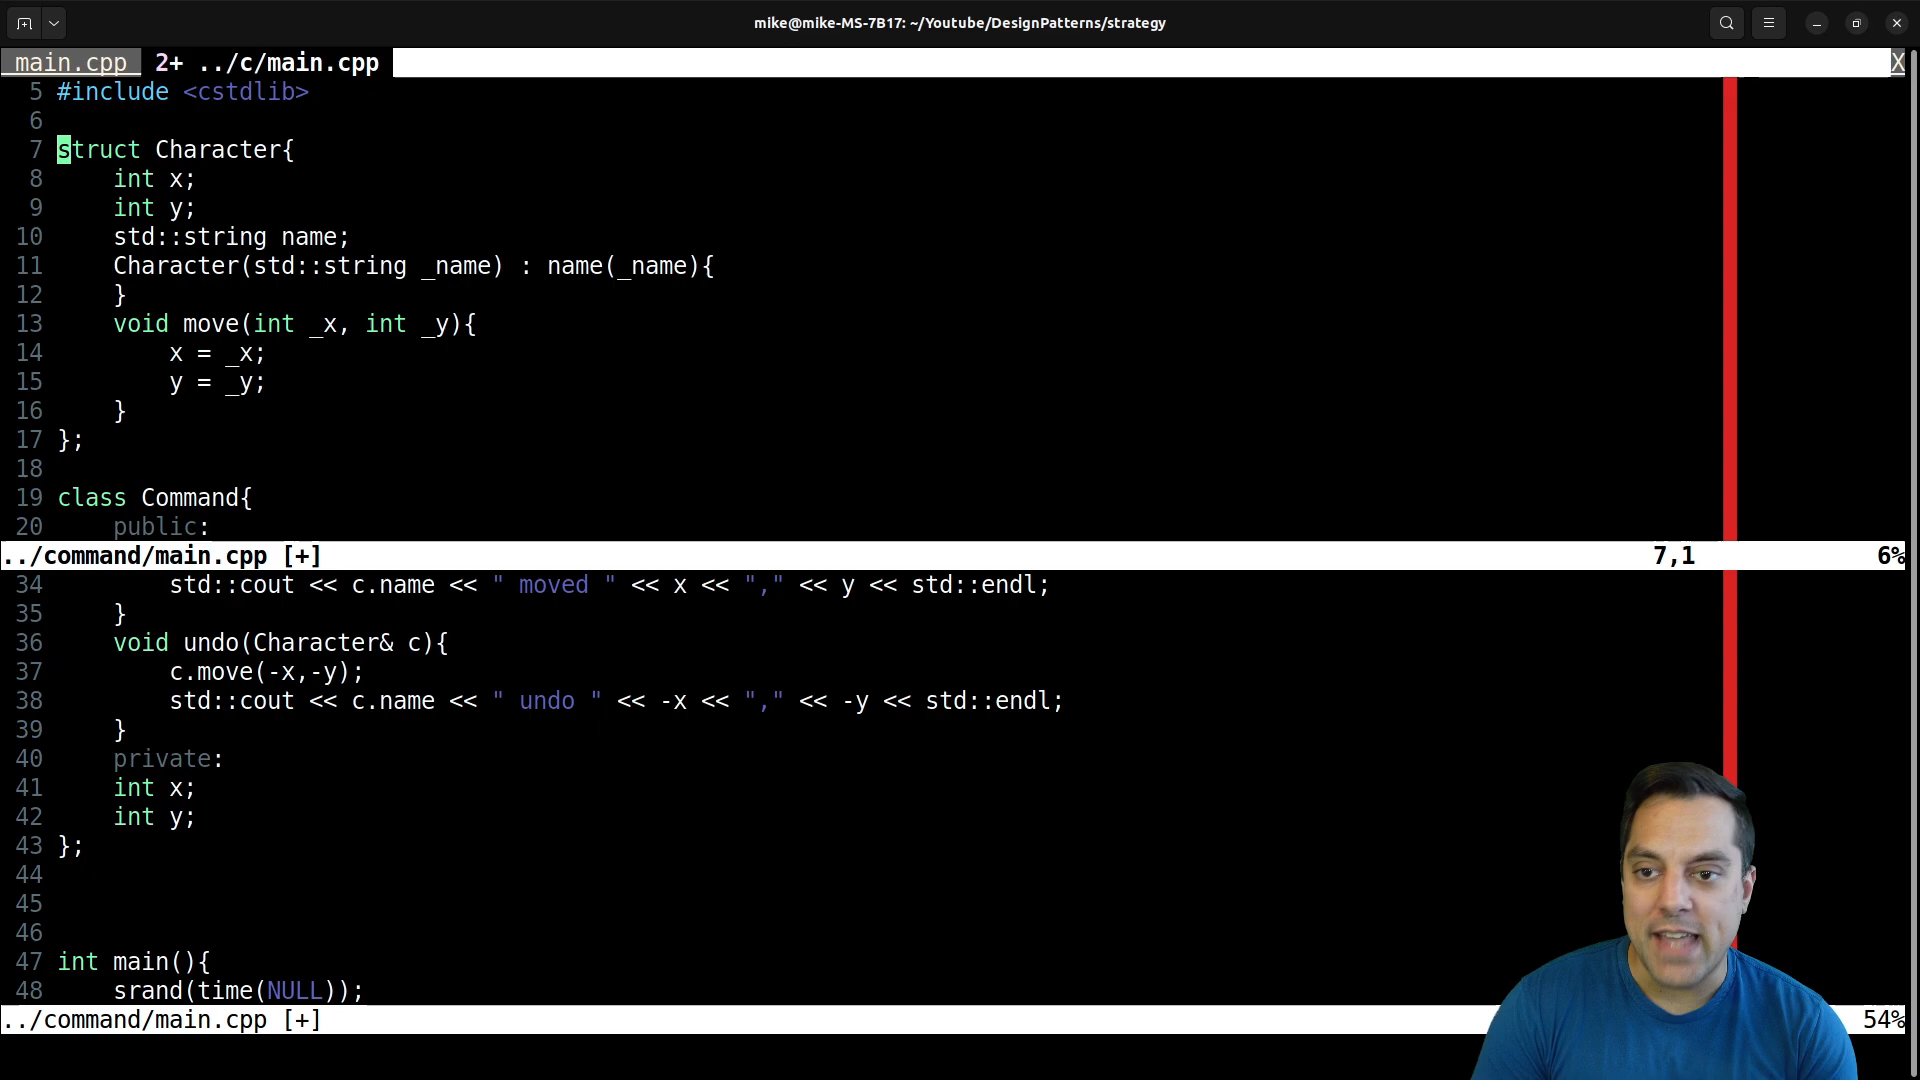 mike@mike-MS-7B17: ~/Youtube/DesignPatterns/strategy
main.cpp  2+ ../c/main.cpp X
5 #include <cstdlib>
6
7 struct Character{
8     int x;
9     int y;
10     std::string name;
11     Character(std::string _name) : name(_name){
12     }
13     void move(int _x, int _y){
14         x = _x;
15         y = _y;
16     }
17 };
18
19 class Command{
20     public:
../command/main.cpp [+] 7,1 6%
34         std::cout << c.name << " moved " << x << "," << y << std::endl;
35     }
36     void undo(Character& c){
37         c.move(-x,-y);
38         std::cout << c.name << " undo " << -x << "," << -y << std::endl;
39     }
40     private:
41     int x;
42     int y;
43 };
44
45
46
47 int main(){
48     srand(time(NULL));
../command/main.cpp [+] 54%